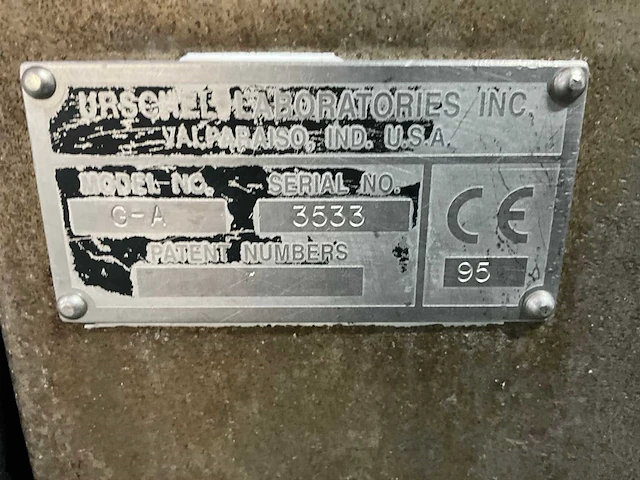 URSCHEL LABORATORIES INC.
VALPARAISO, IND. U.S.A.
MODEL NO. SERIAL NO.
G-A 3533
PATENT NUMBERS
CE
95